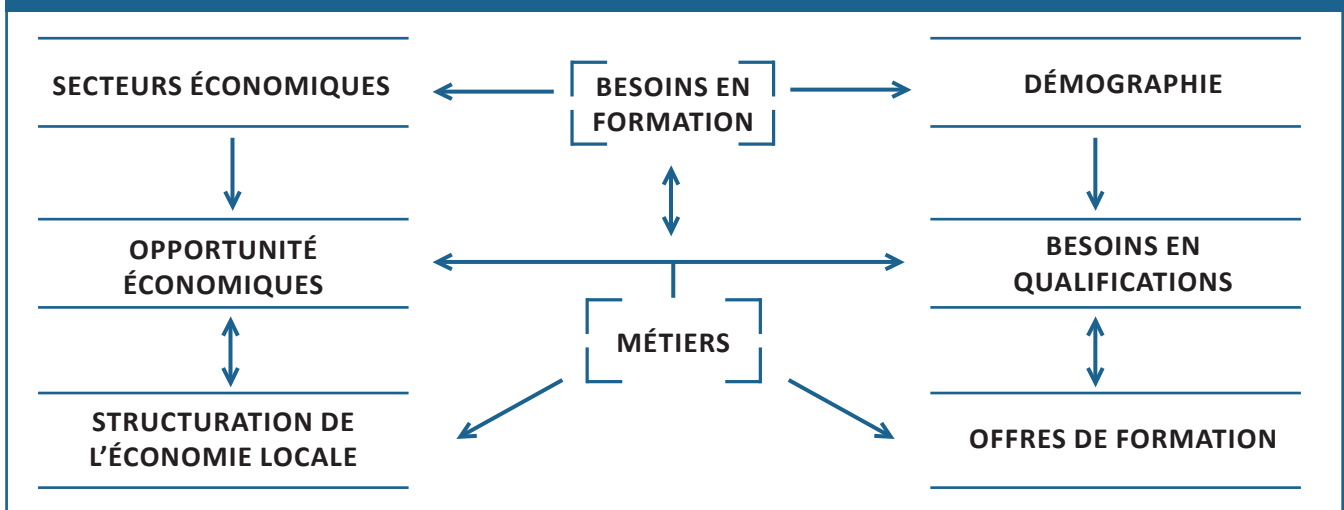 SECTEURS ÉCONOMIQUES
BESOINS EN
FORMATION
DÉMOGRAPHIE
OPPORTUNITÉ
ÉCONOMIQUES
BESOINS EN
QUALIFICATIONS
MÉTIERS
STRUCTURATION DE
L’ÉCONOMIE LOCALE
OFFRES DE FORMATION